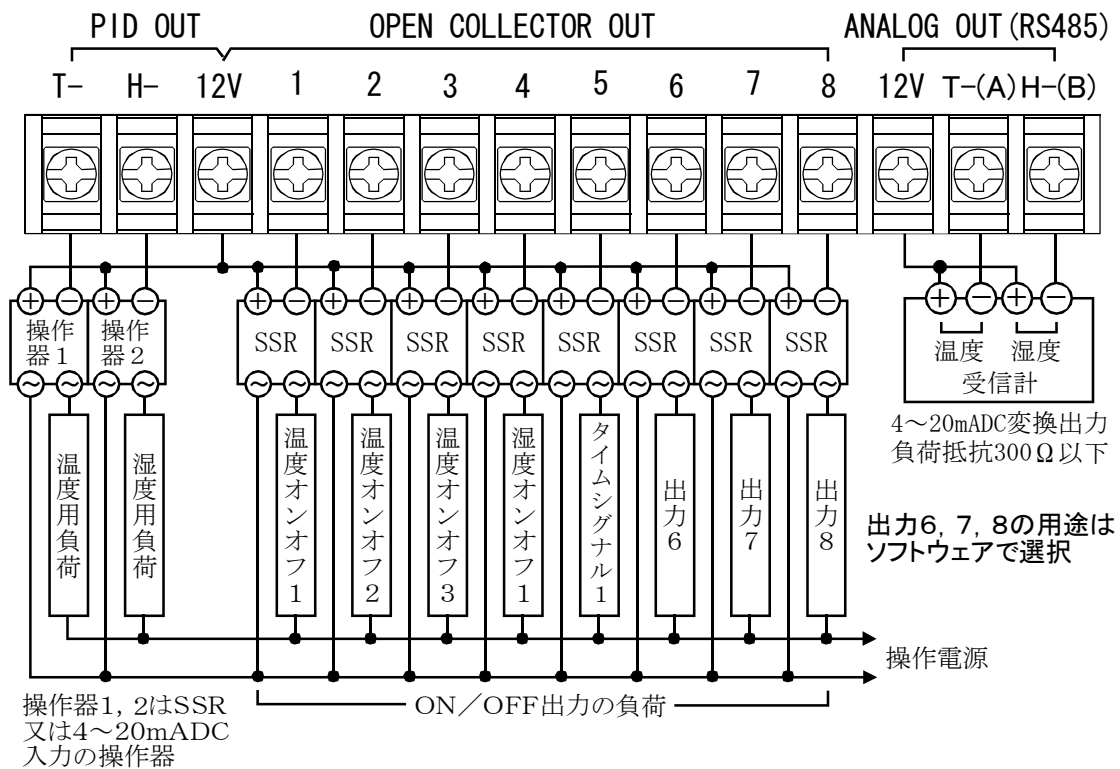 PID OUT OPEN COLLECTOR OUT ANALOG OUT(RS485)
T- H- 12V 1 2 3 4 5 6 7 8 12V T-(A) H-(B)
操作器1
操作器2
SSR SSR SSR SSR SSR SSR SSR SSR
温度 湿度
受信計
4～20mADC変換出力
負荷抵抗300Ω以下
温度用負荷
湿度用負荷
温度オンオフ1
温度オンオフ2
温度オンオフ3
湿度オンオフ1
タイムシグナル1
出力6
出力7
出力8
出力6, 7, 8の用途は
ソフトウェアで選択
操作電源
ON／OFF出力の負荷
操作器1, 2はSSR
又は4～20mADC
入力の操作器